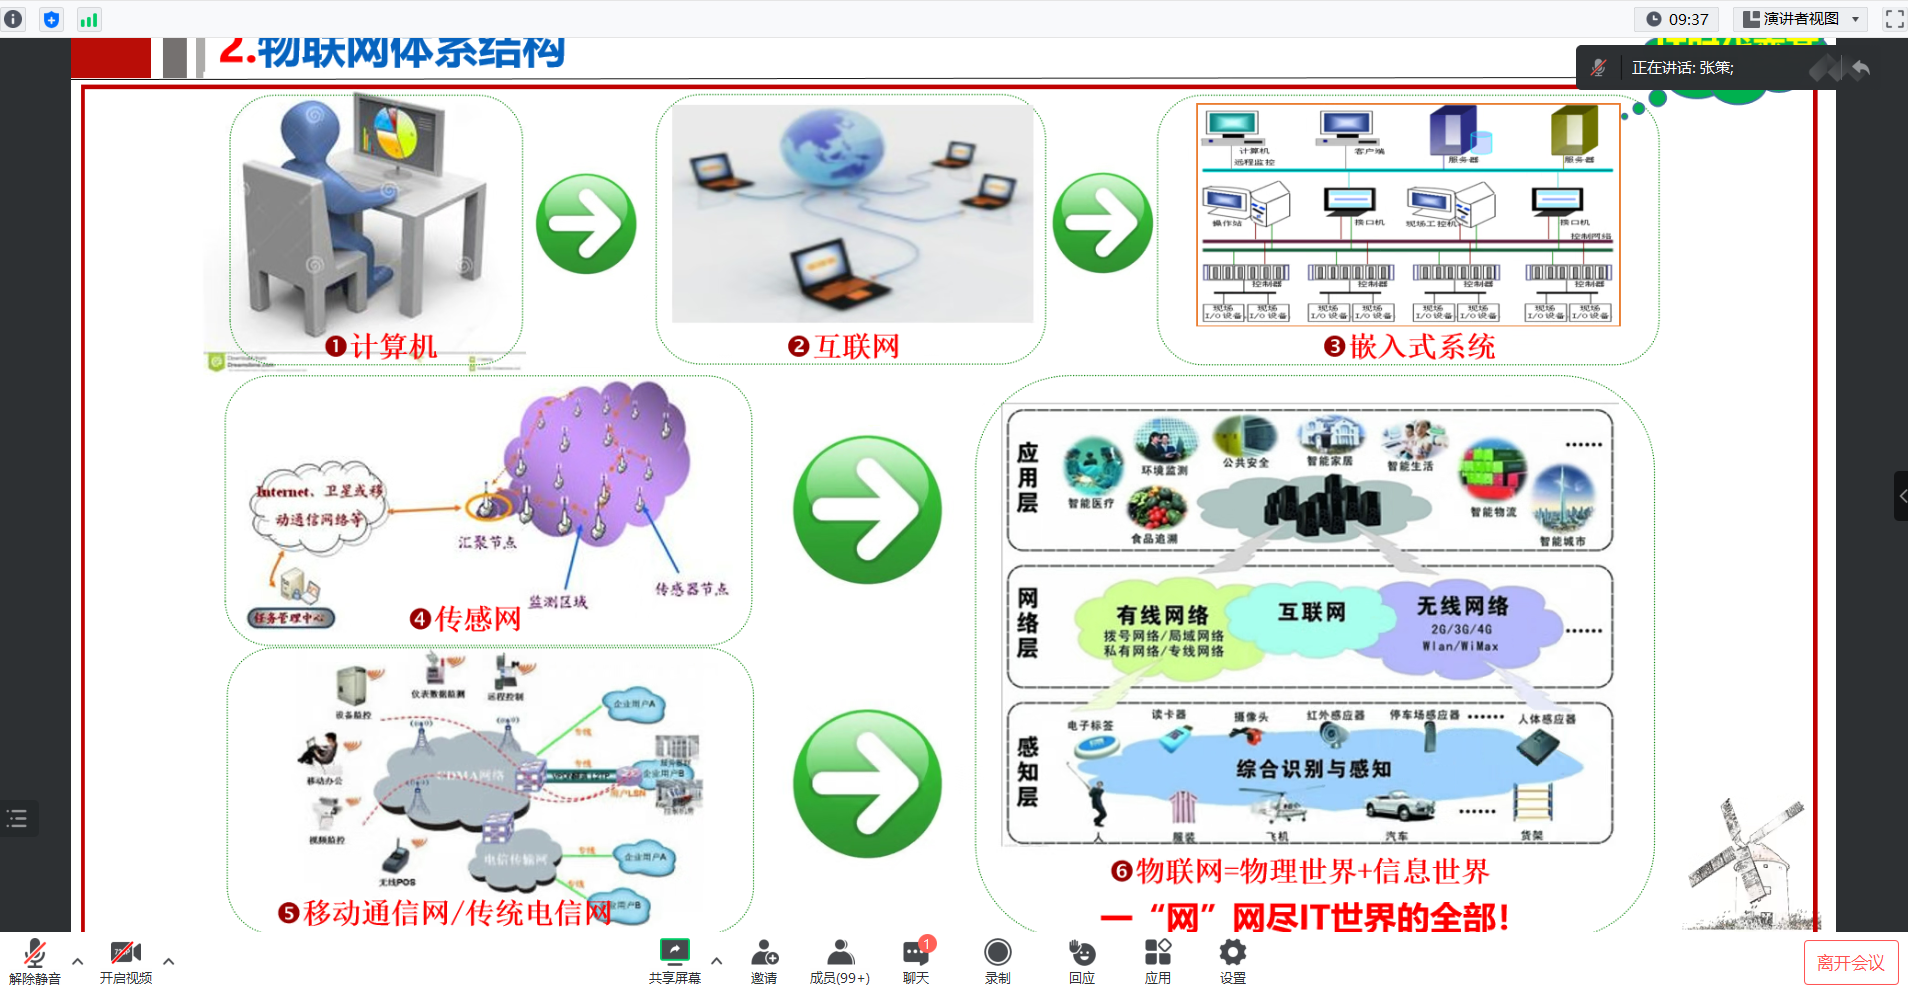 09:37
演讲者视图
2.物联网体系结构
正在讲话: 张策;
计算机
远程监控
客户端
服务器
服务器
操作站
接口机
现场工控机
接口机
控制网络
控制器
控制器
控制器
控制器
现场
I/O 设备
现场
I/O 设备
现场
I/O 设备
现场
I/O 设备
现场
I/O 设备
现场
I/O 设备
现场
I/O 设备
现场
I/O 设备
❶计算机
❷互联网
❸嵌入式系统
Internet、卫星或移
动通信网络等
汇聚节点
监测区域
传感器节点
任务管理中心
❹传感网
应用层
智能医疗
环境监测
公共安全
智能家居
智能生活
食品追溯
智能物流
智能城市
……
网络层
有线网络
拨号网络/局域网络
私有网络/专线网络
互联网
无线网络
2G/3G/4G
Wlan/WiMax
……
感知层
电子标签
读卡器
摄像头
红外感应器
停车场感应器
……
人体感应器
综合识别与感知
人
服装
飞机
汽车
……
货架
设备监控
仪表数据监测
远程控制
移动办公
视频监控
无线POS
CDMA网络
电信传输网
专线
专线
专线
专线
企业用户A
企业用户B
企业用户A
企业用户B
❺移动通信网/传统电信网
❻物联网=物理世界+信息世界
一“网”网尽IT世界的全部！
解除静音
开启视频
共享屏幕
邀请
成员(99+)
聊天
1
录制
回应
应用
设置
离开会议